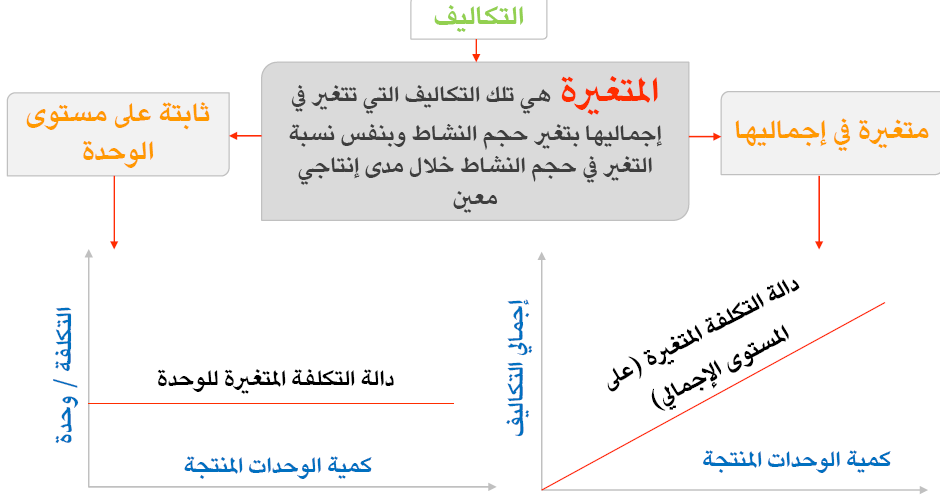 التكاليف
المتغيرة هي تلك التكاليف التي تتغير في
إجماليها بتغير حجم النشاط وبنفس نسبة
التغير في حجم النشاط خلال مدى إنتاجي
معين
متغيرة في إجماليها
ثابتة على مستوى
الوحدة
إجمالي التكاليف
دالة التكلفة المتغيرة (على
المستوى الإجمالي)
كمية الوحدات المنتجة
التكلفة / وحدة
دالة التكلفة المتغيرة للوحدة
كمية الوحدات المنتجة